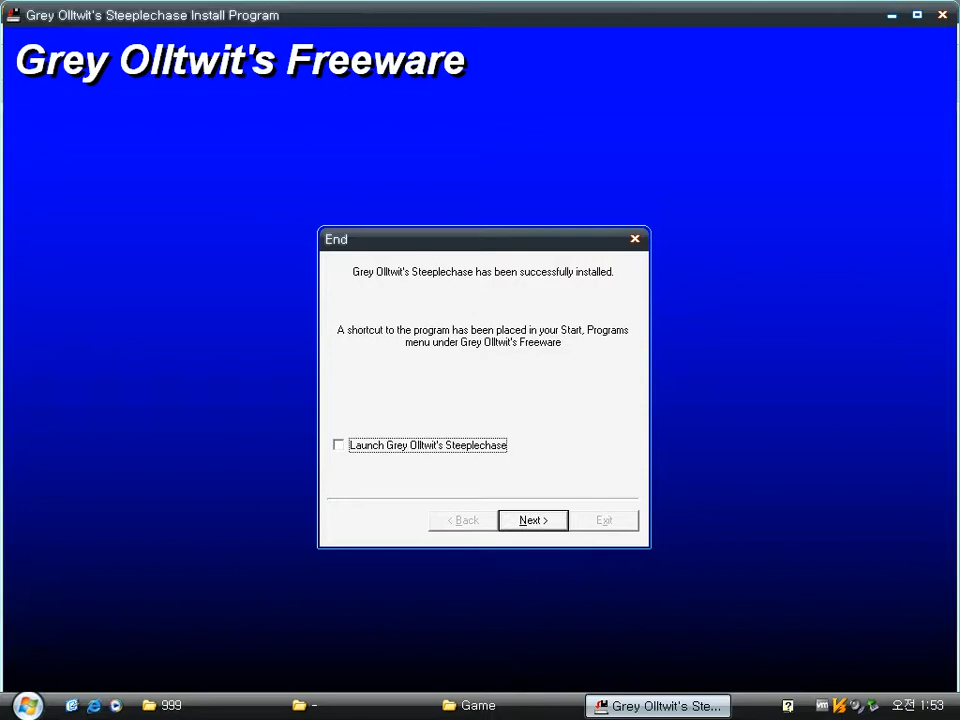 Grey Olltwit's Steeplechase Install Program
Grey Olltwit's Freeware
End
Grey Olltwit's Steeplechase has been successfully installed.
A shortcut to the program has been placed in your Start, Programs
menu under Grey Olltwit's Freeware
Launch Grey Olltwit's Steeplechase
< Back
Next >
Exit
999
-
Game
Grey Olltwit's Ste...
오전 1:53